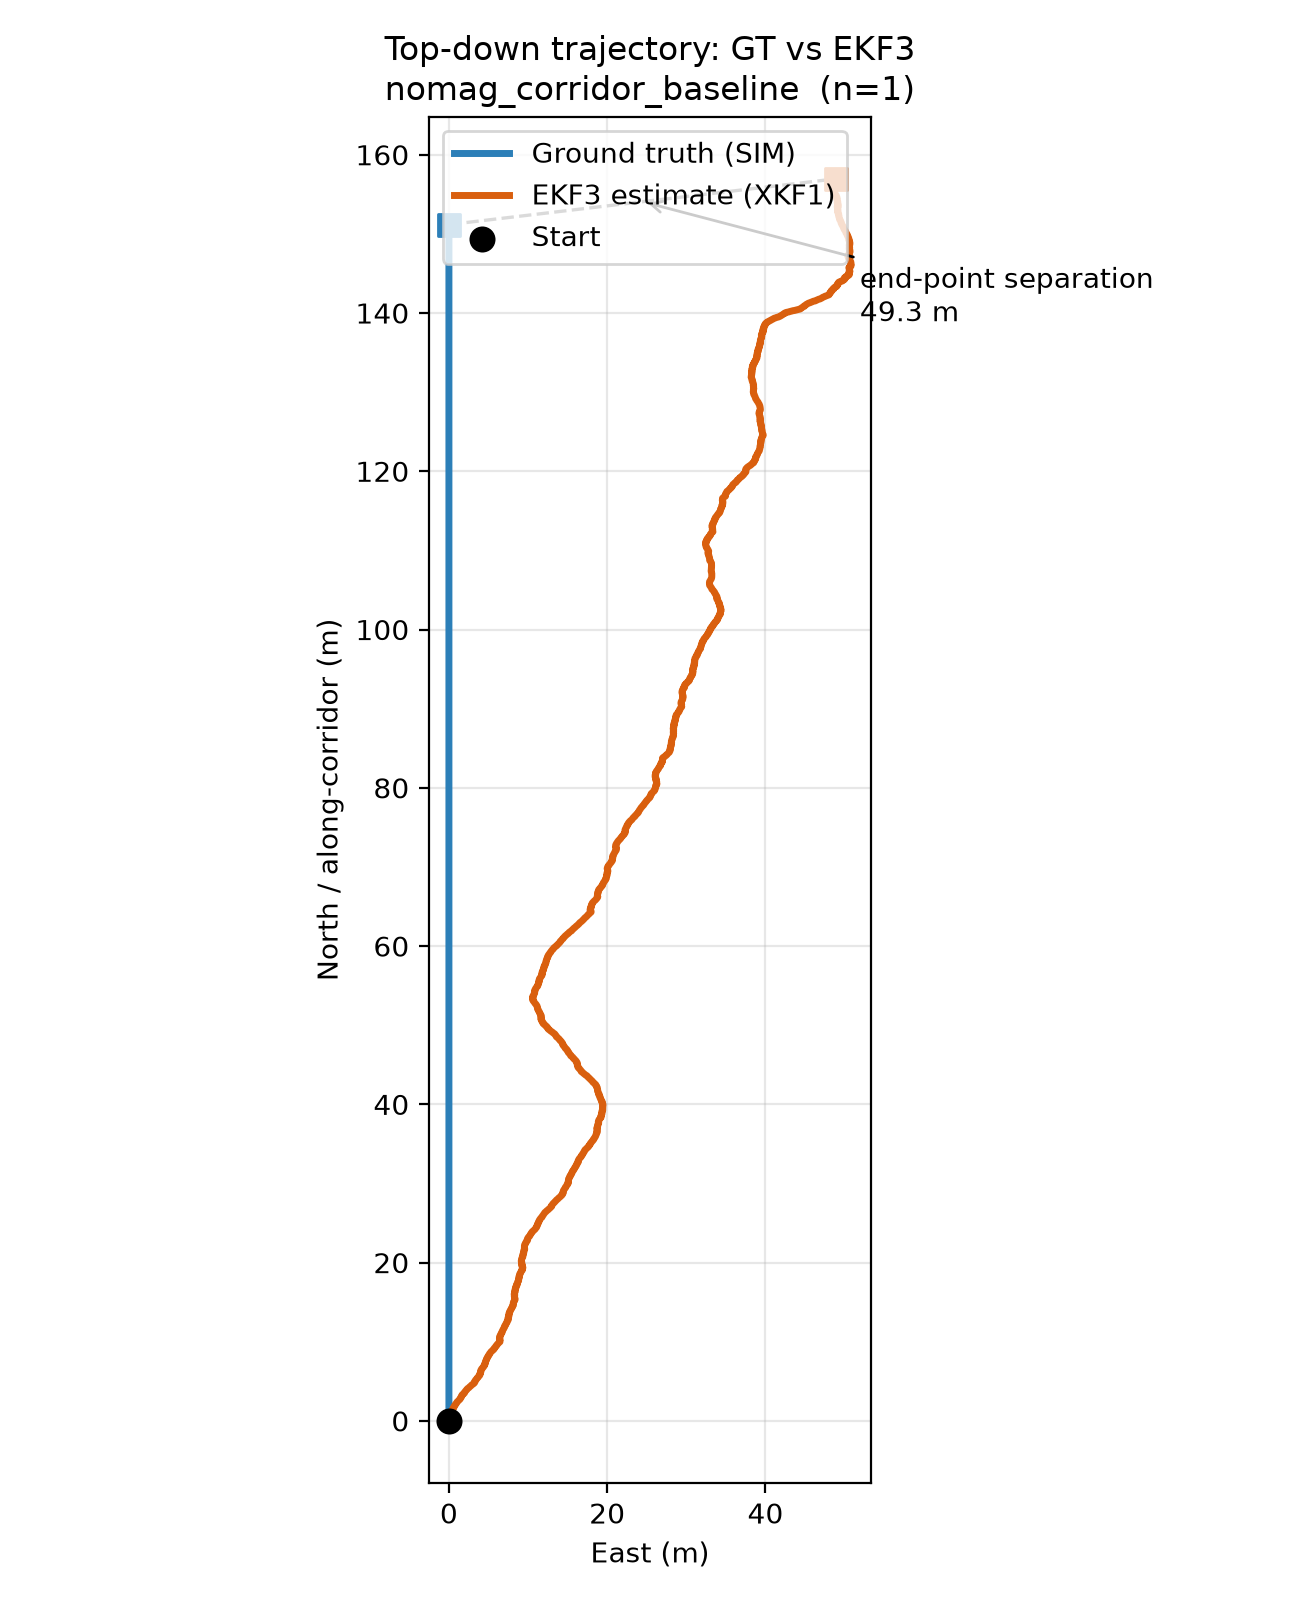 Top-down trajectory: GT vs EKF3
nomag_corridor_baseline (n=1)
Ground truth (SIM)
EKF3 estimate (XKF1)
Start
end-point separation
49.3 m
North / along-corridor (m)
160
140
120
100
80
60
40
20
0
0 20 40
East (m)